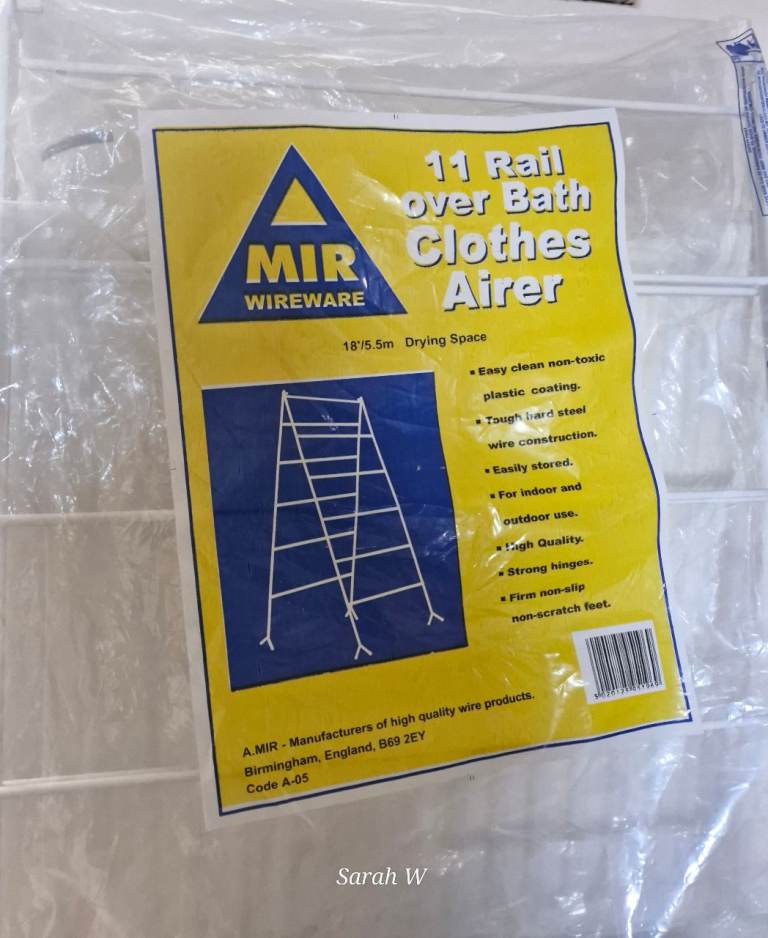 11 Rail
over Bath
Clothes
Airer
MIR
WIREWARE
18'/5.5m Drying Space
▪ Easy clean non-toxic
plastic coating.
▪ Tough hard steel
wire construction.
▪ Easily stored.
▪ For indoor and
outdoor use.
▪ High Quality.
▪ Strong hinges.
▪ Firm non-slip
non-scratch feet.
A.MIR - Manufacturers of high quality wire products.
Birmingham, England, B69 2EY
Code A-05
Sarah W